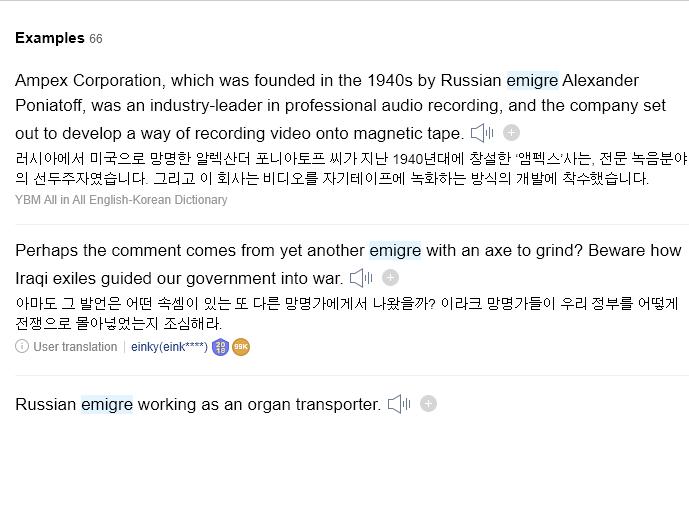 Examples 66
Ampex Corporation, which was founded in the 1940s by Russian emigre Alexander
Poniatoff, was an industry-leader in professional audio recording, and the company set
out to develop a way of recording video onto magnetic tape.
러시아에서 미국으로 망명한 알렉산더 포니아토프 씨가 지난 1940년대에 창설한 '앰펙스'사는, 전문 녹음분야
의 선두주자였습니다. 그리고 이 회사는 비디오를 자기테이프에 녹화하는 방식의 개발에 착수했습니다.
YBM All in All English-Korean Dictionary
Perhaps the comment comes from yet another emigre with an axe to grind? Beware how
Iraqi exiles guided our government into war.
아마도 그 발언은 어떤 속셈이 있는 또 다른 망명가에게서 나왔을까? 이라크 망명가들이 우리 정부를 어떻게
전쟁으로 몰아넣었는지 조심해라.
User translation | einky(eink****) 20 18 99K
Russian emigre working as an organ transporter.